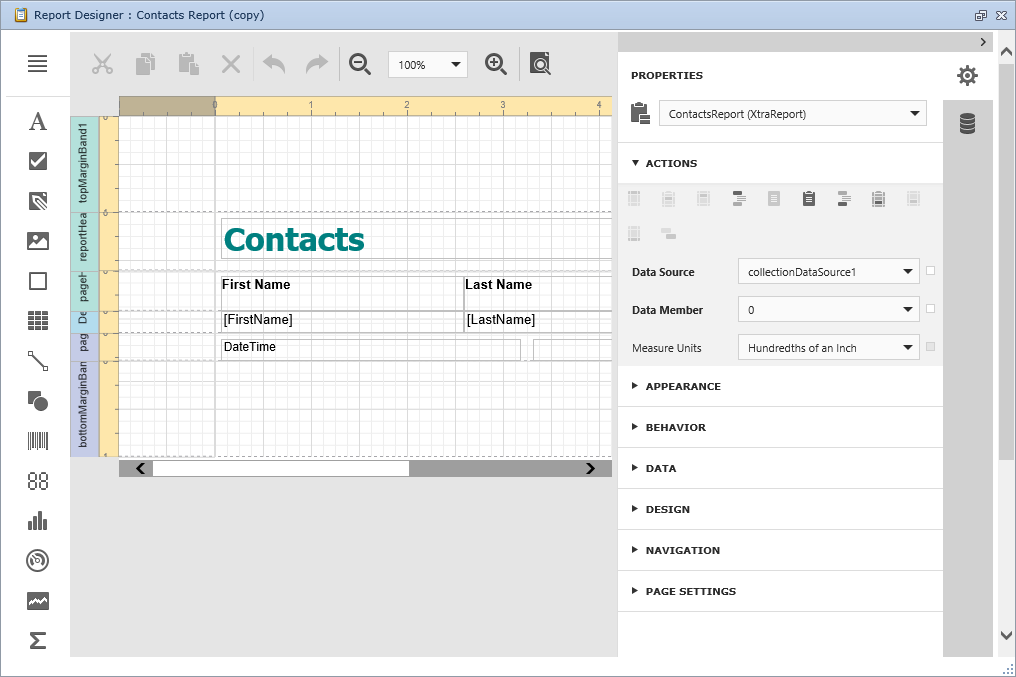 Report Designer : Contacts Report (copy)
100%
0 1 2 3 4
PROPERTIES
ContactsReport (XtraReport)
ACTIONS
Data Source
collectionDataSource1
Data Member
0
Measure Units
Hundredths of an Inch
APPEARANCE
BEHAVIOR
DATA
DESIGN
NAVIGATION
PAGE SETTINGS
topMarginBand1
reportHea
pageH
De
pag
bottomMarginBan
Contacts
First Name Last Name
[FirstName] [LastName]
DateTime